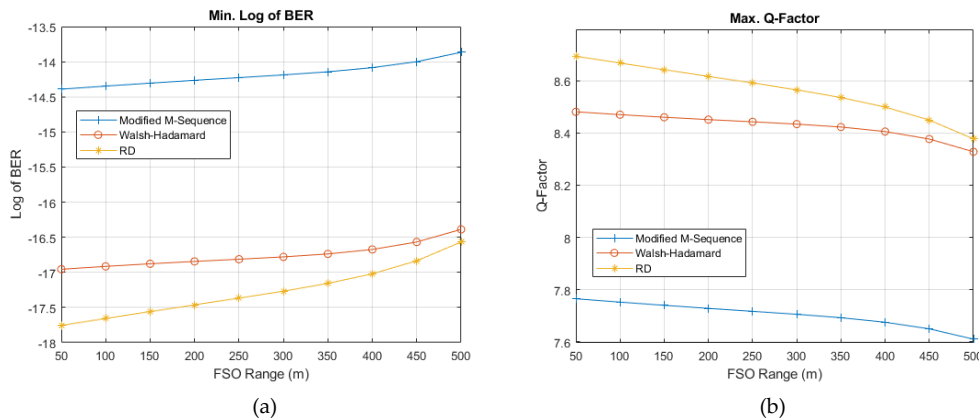 Min. Log of BER
-13.5
-14
-14.5
-15
-15.5
-16
-16.5
-17
-17.5
-18
Log of BER
Modified M-Sequence
Walsh-Hadamard
RD
50 100 150 200 250 300 350 400 450 500
FSO Range (m)
(a)
Max. Q-Factor
8.6
8.4
8.2
8
7.8
7.6
Q-Factor
Modified M-Sequence
Walsh-Hadamard
RD
50 100 150 200 250 300 350 400 450 500
FSO Range (m)
(b)